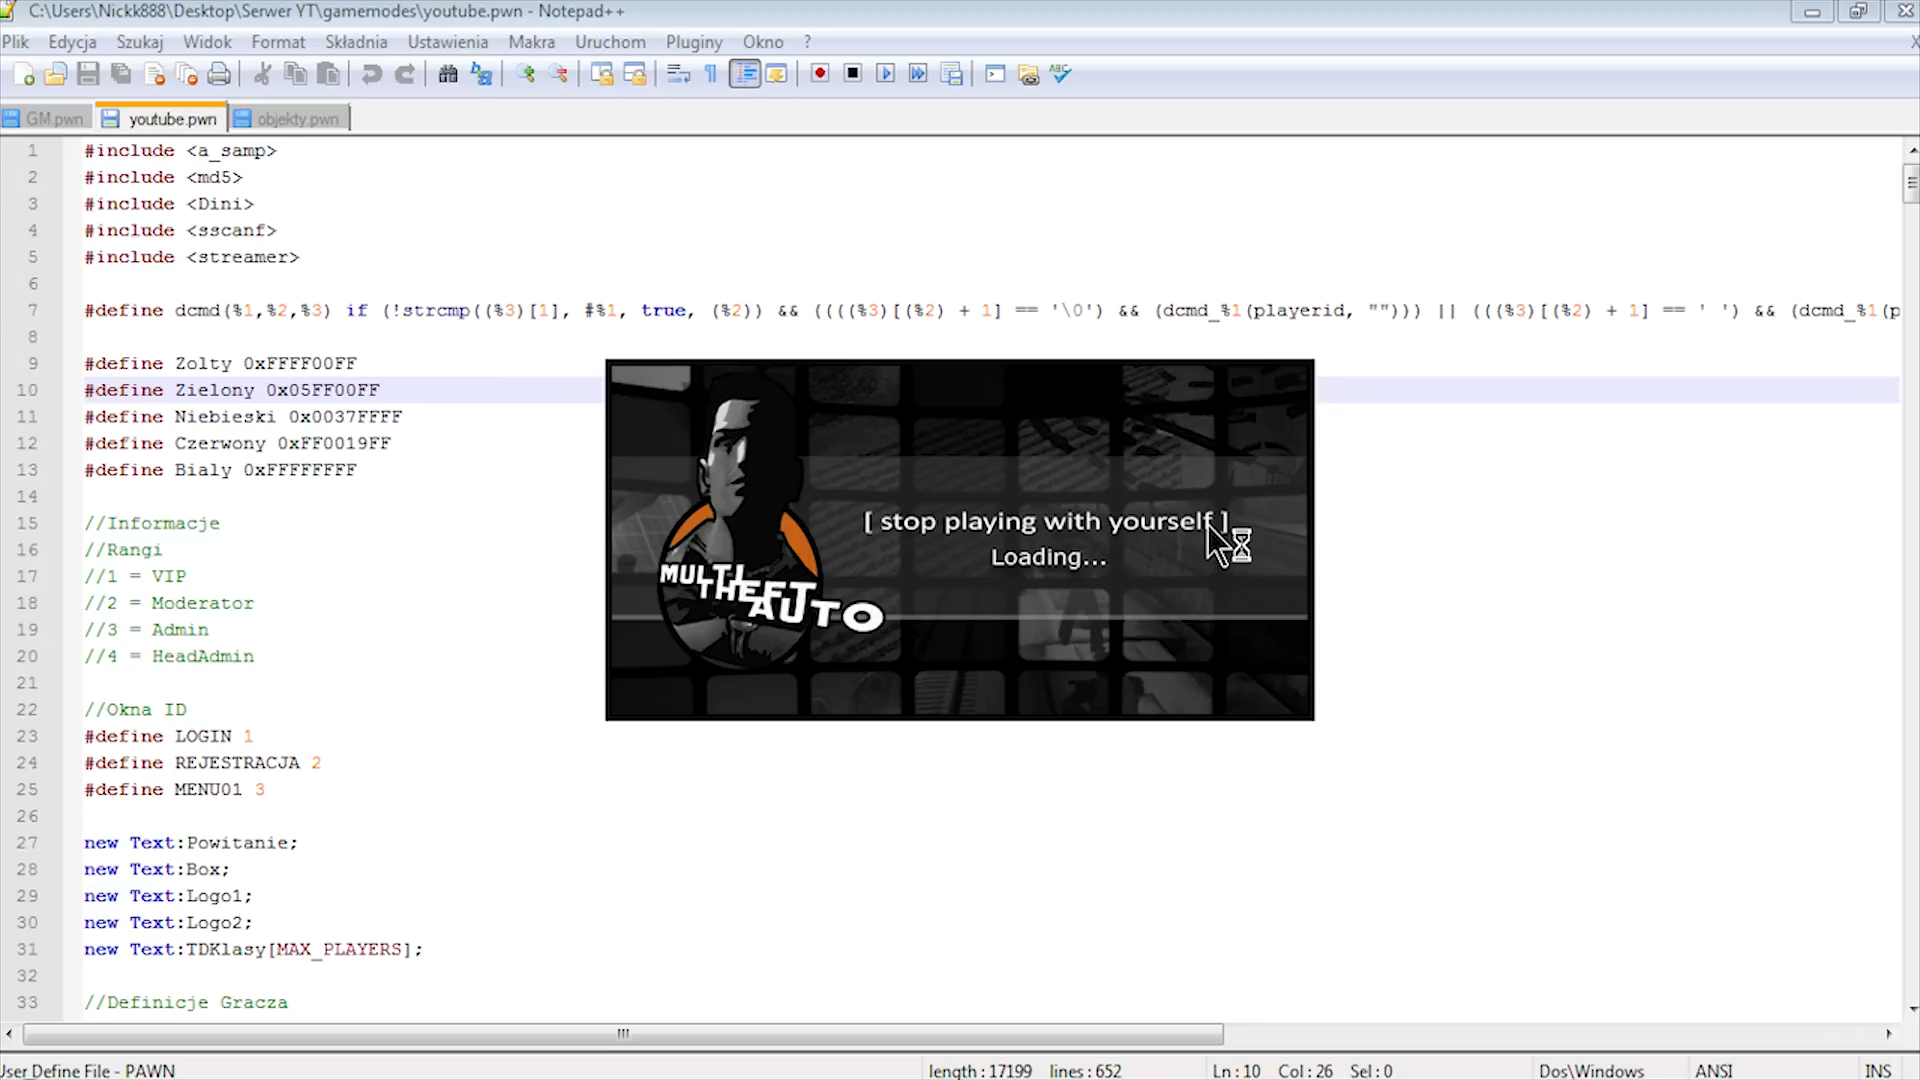 C:\Users\Nickk888\Desktop\Serwer YT\gamemodes\youtube.pwn - Notepad++
Plik Edycja Szukaj Widok Format Składnia Ustawienia Makra Uruchom Pluginy Okno ?
GM.pwn youtube.pwn objekty.pwn
1 #include <a_samp>
2 #include <md5>
3 #include <Dini>
4 #include <sscanf>
5 #include <streamer>
6
7 #define dcmd(%1,%2,%3) if (!strcmp((%3)[1], #%1, true, (%2)) && ((((%3)[(%2) + 1] == '\0') && (dcmd_%1(playerid, ""))) || (((%3)[(%2) + 1] == ' ') && (dcmd_%1(p
8
9 #define Zolty 0xFFFF00FF
10 #define Zielony 0x05FF00FF
11 #define Niebieski 0x0037FFFF
12 #define Czerwony 0xFF0019FF
13 #define Bialy 0xFFFFFFFF
14
15 //Informacje
16 //Rangi
17 //1 = VIP
18 //2 = Moderator
19 //3 = Admin
20 //4 = HeadAdmin
21
22 //Okna ID
23 #define LOGIN 1
24 #define REJESTRACJA 2
25 #define MENU01 3
26
27 new Text:Powitanie;
28 new Text:Box;
29 new Text:Logo1;
30 new Text:Logo2;
31 new Text:TDKlasy[MAX_PLAYERS];
32
33 //Definicje Gracza
[ stop playing with yourself ]
Loading...
MULTI
THEFT
AUTO
User Define File - PAWN length : 17199 lines : 652 Ln : 10 Col : 26 Sel : 0 Dos\Windows ANSI INS